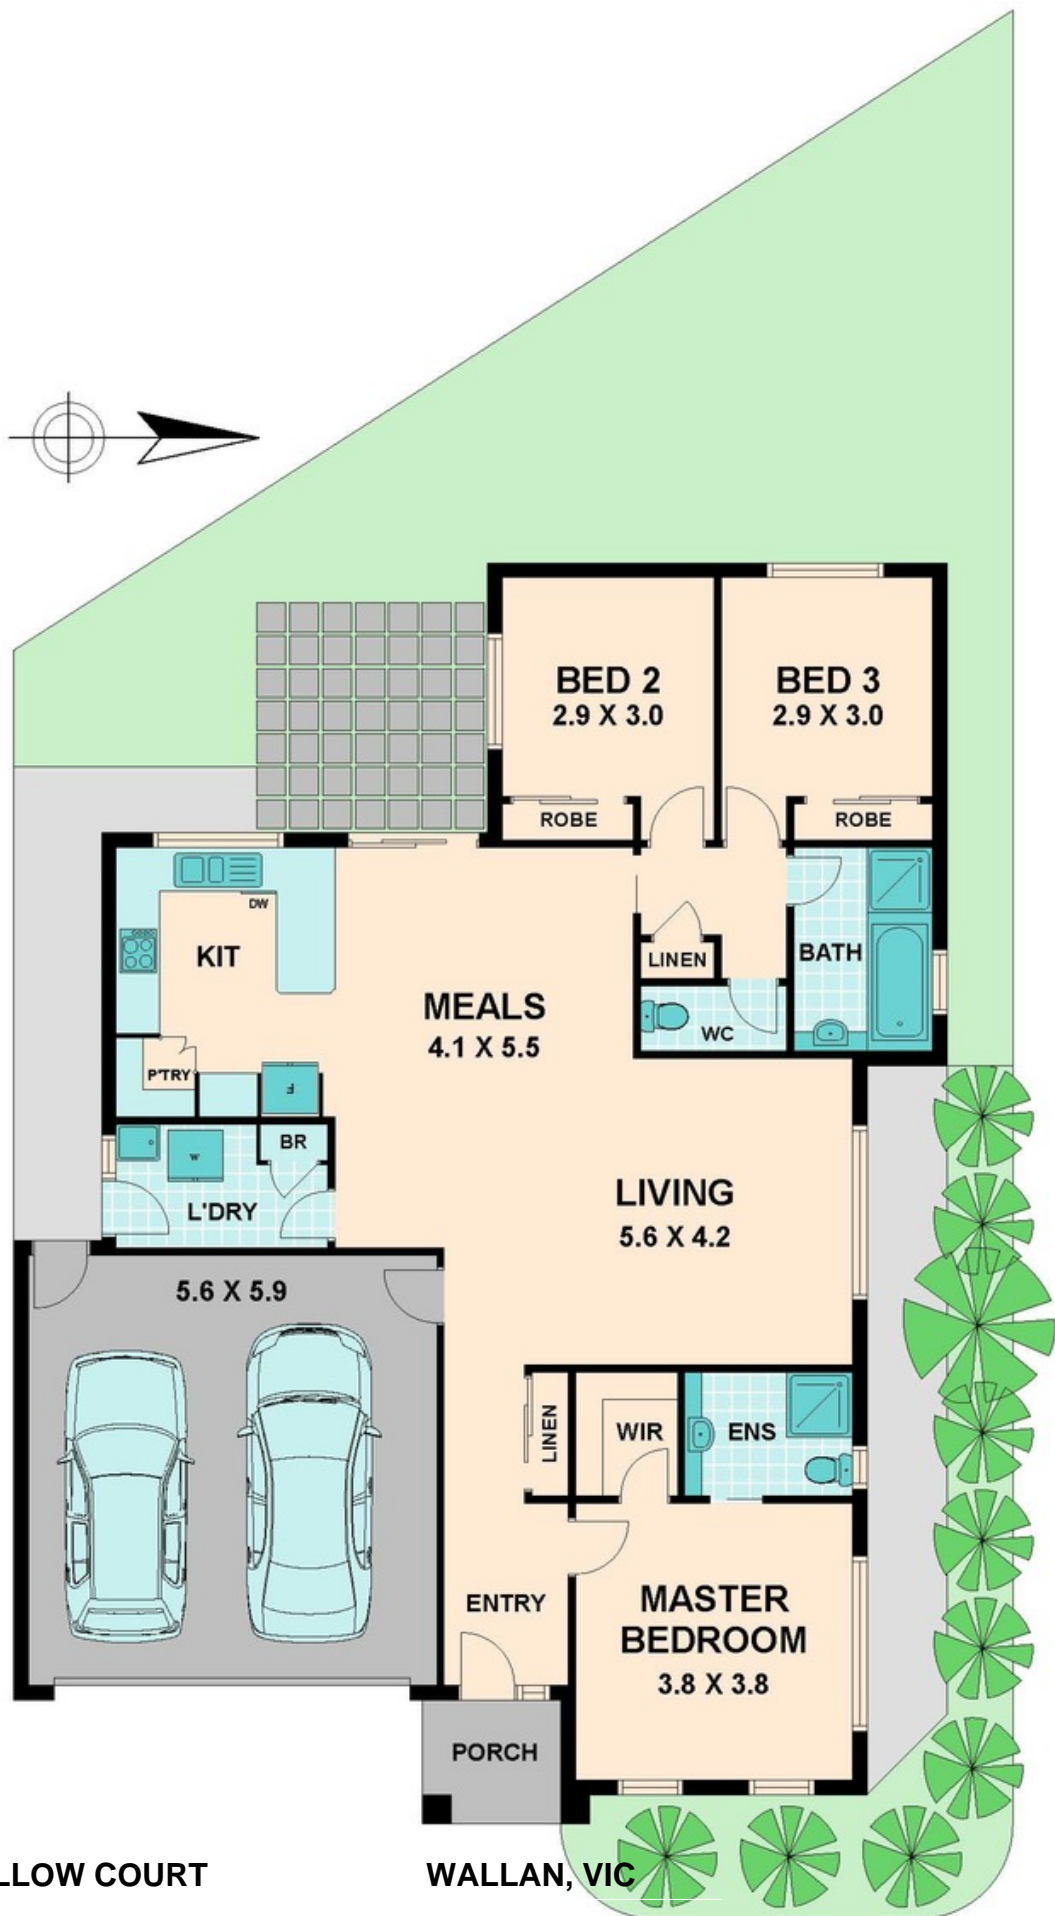 BED 2
2.9 X 3.0
BED 3
2.9 X 3.0
ROBE
ROBE
DW
KIT
LINEN
BATH
MEALS
4.1 X 5.5
WC
P'TRY
F
BR
W
L'DRY
LIVING
5.6 X 4.2
5.6 X 5.9
LINEN
WIR
ENS
ENTRY
MASTER
BEDROOM
3.8 X 3.8
PORCH
COURT
WALLAN, VIC